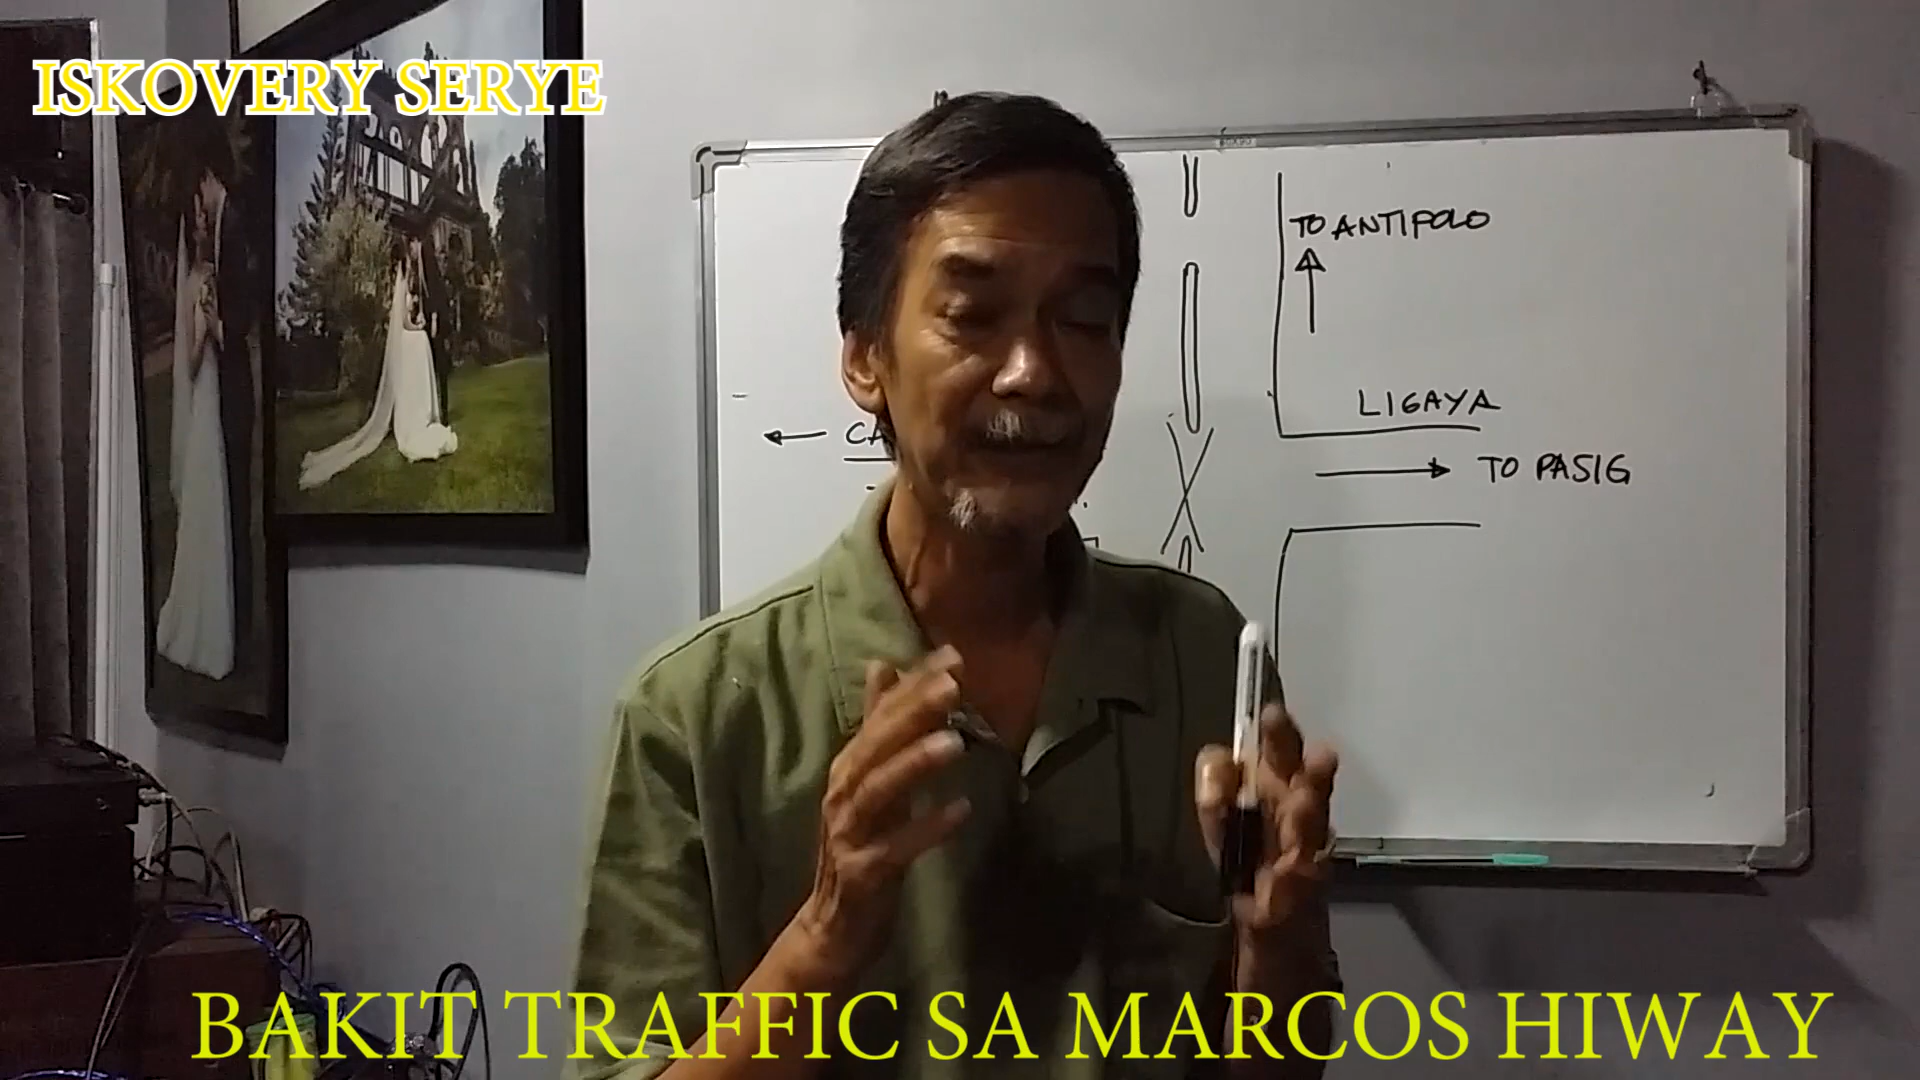 ISKOVERY SERYE
TO ANTIPOLO
LIGAYA
TO PASIG
BAKIT TRAFFIC SA MARCOS HIWAY